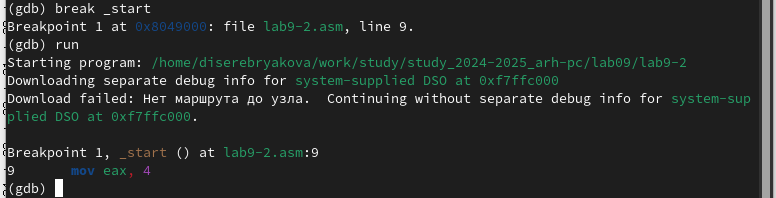 (gdb) break _start
Breakpoint 1 at 0x8049000: file lab9-2.asm, line 9.
(gdb) run
Starting program: /home/diserebryakova/work/study/study_2024-2025_arh-pc/lab09/lab9-2
Downloading separate debug info for system-supplied DSO at 0xf7ffc000
Download failed: Нет маршрута до узла.  Continuing without separate debug info for system-sup
plied DSO at 0xf7ffc000.

Breakpoint 1, _start () at lab9-2.asm:9
9       mov eax, 4
(gdb)